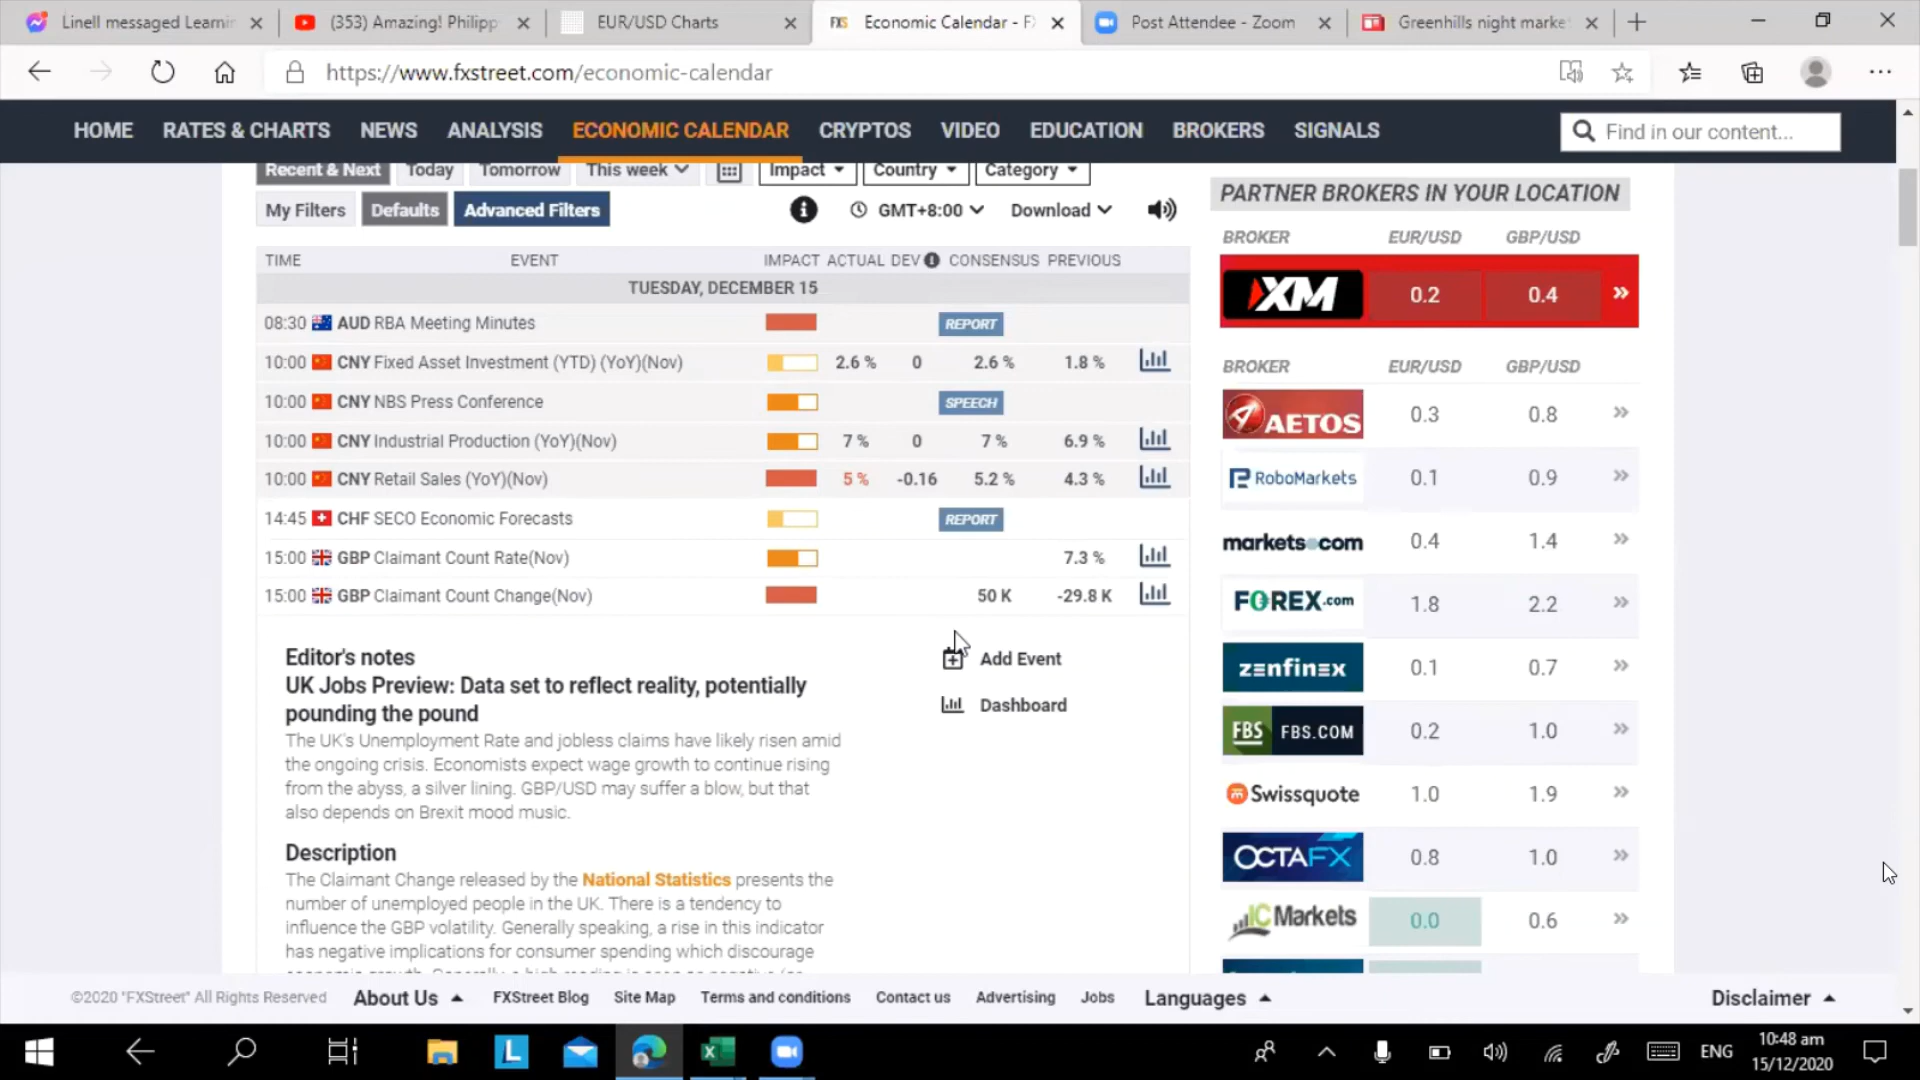 Linell messaged Learnin
(353) Amazing! Philipp
EUR/USD Charts
FXS Economic Calendar - FX
Post Attendee - Zoom
Greenhills night marke
https://www.fxstreet.com/economic-calendar
HOME RATES & CHARTS NEWS ANALYSIS ECONOMIC CALENDAR CRYPTOS VIDEO EDUCATION BROKERS SIGNALS
Find in our content...
Recent & Next Today Tomorrow This week Impact Country Category
My Filters Defaults Advanced Filters GMT+8:00 Download
TIME EVENT IMPACT ACTUAL DEV CONSENSUS PREVIOUS
TUESDAY, DECEMBER 15
08:30 AUD RBA Meeting Minutes REPORT
10:00 CNY Fixed Asset Investment (YTD) (YoY)(Nov) 2.6 % 0 2.6 % 1.8 %
10:00 CNY NBS Press Conference SPEECH
10:00 CNY Industrial Production (YoY)(Nov) 7 % 0 7 % 6.9 %
10:00 CNY Retail Sales (YoY)(Nov) 5 % -0.16 5.2 % 4.3 %
14:45 CHF SECO Economic Forecasts REPORT
15:00 GBP Claimant Count Rate(Nov) 7.3 %
15:00 GBP Claimant Count Change(Nov) 50 K -29.8 K
Editor's notes
UK Jobs Preview: Data set to reflect reality, potentially
pounding the pound
The UK's Unemployment Rate and jobless claims have likely risen amid
the ongoing crisis. Economists expect wage growth to continue rising
from the abyss, a silver lining. GBP/USD may suffer a blow, but that
also depends on Brexit mood music.
Add Event
Dashboard
Description
The Claimant Change released by the National Statistics presents the
number of unemployed people in the UK. There is a tendency to
influence the GBP volatility. Generally speaking, a rise in this indicator
has negative implications for consumer spending which discourage
PARTNER BROKERS IN YOUR LOCATION
BROKER EUR/USD GBP/USD
XM 0.2 0.4
BROKER EUR/USD GBP/USD
AETOS 0.3 0.8
RoboMarkets 0.1 0.9
markets.com 0.4 1.4
FOREX.com 1.8 2.2
zenfinex 0.1 0.7
FBS FBS.COM 0.2 1.0
Swissquote 1.0 1.9
OCTAFX 0.8 1.0
IC Markets 0.0 0.6
©2020 "FXStreet" All Rights Reserved About Us FXStreet Blog Site Map Terms and conditions Contact us Advertising Jobs Languages Disclaimer
L
ENG
10:48 am
15/12/2020